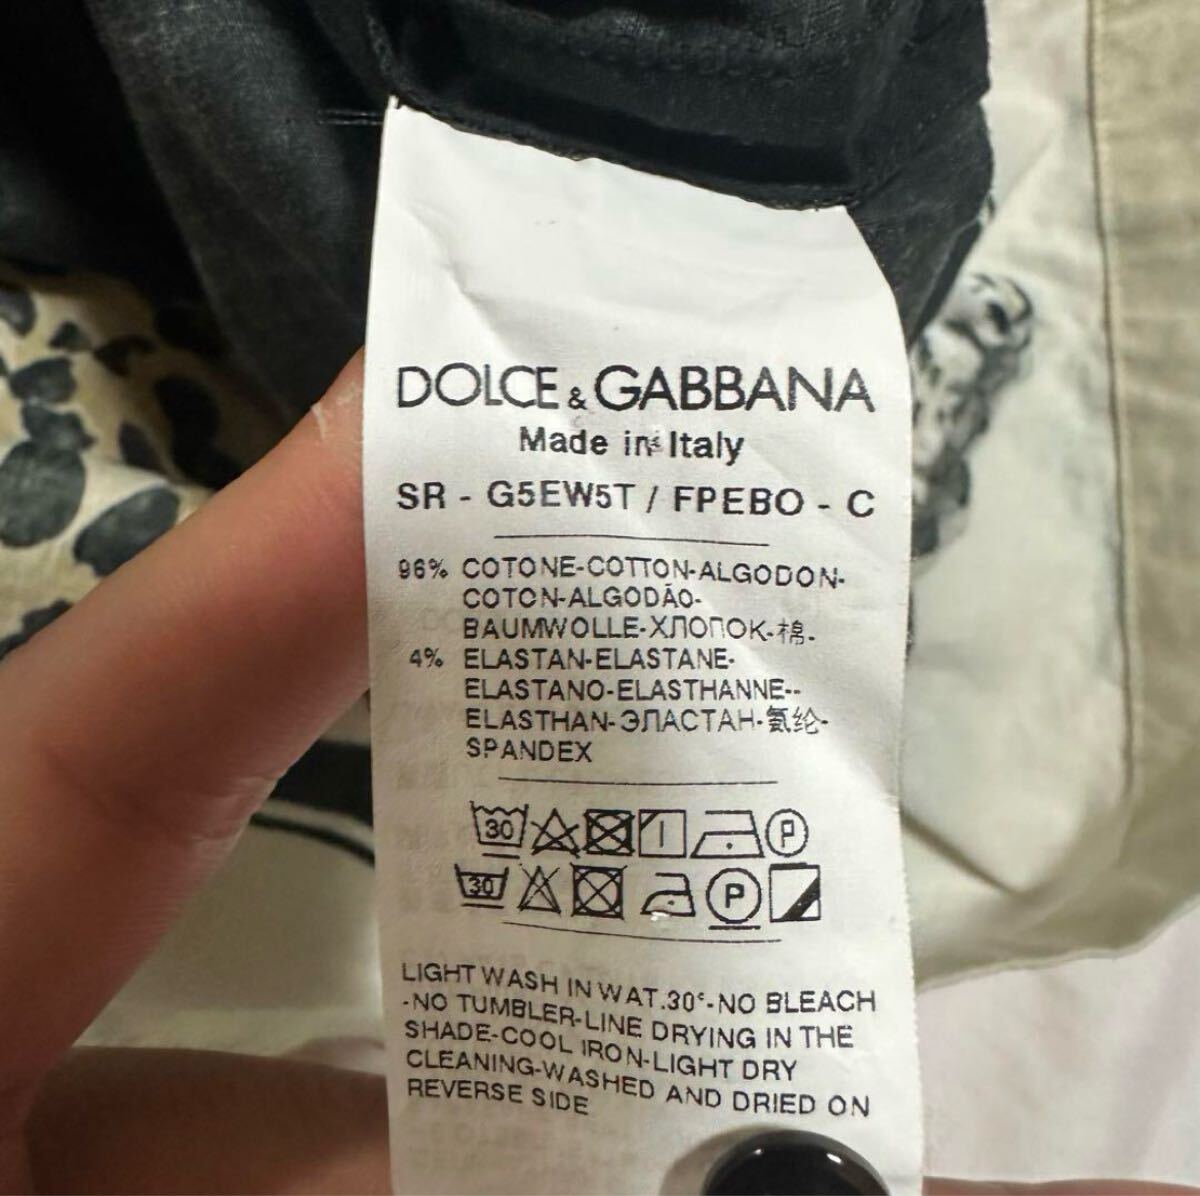 DOLCE & GABBANA
Made in Italy
SR - G5EW5T / FPEBO - C
96% COTONE-COTTON-ALGODON-
COTON-ALGODÃO-
BAUMWOLLE-ХЛОПОК-棉-
4% ELASTAN-ELASTANE-
ELASTANO-ELASTHANNE--
ELASTHAN-ЭЛАСТАН-氨纶-
SPANDEX
30 P
30 P
LIGHT WASH IN WAT.30°-NO BLEACH
-NO TUMBLER-LINE DRYING IN THE
SHADE-COOL IRON-LIGHT DRY
CLEANING-WASHED AND DRIED ON
REVERSE SIDE